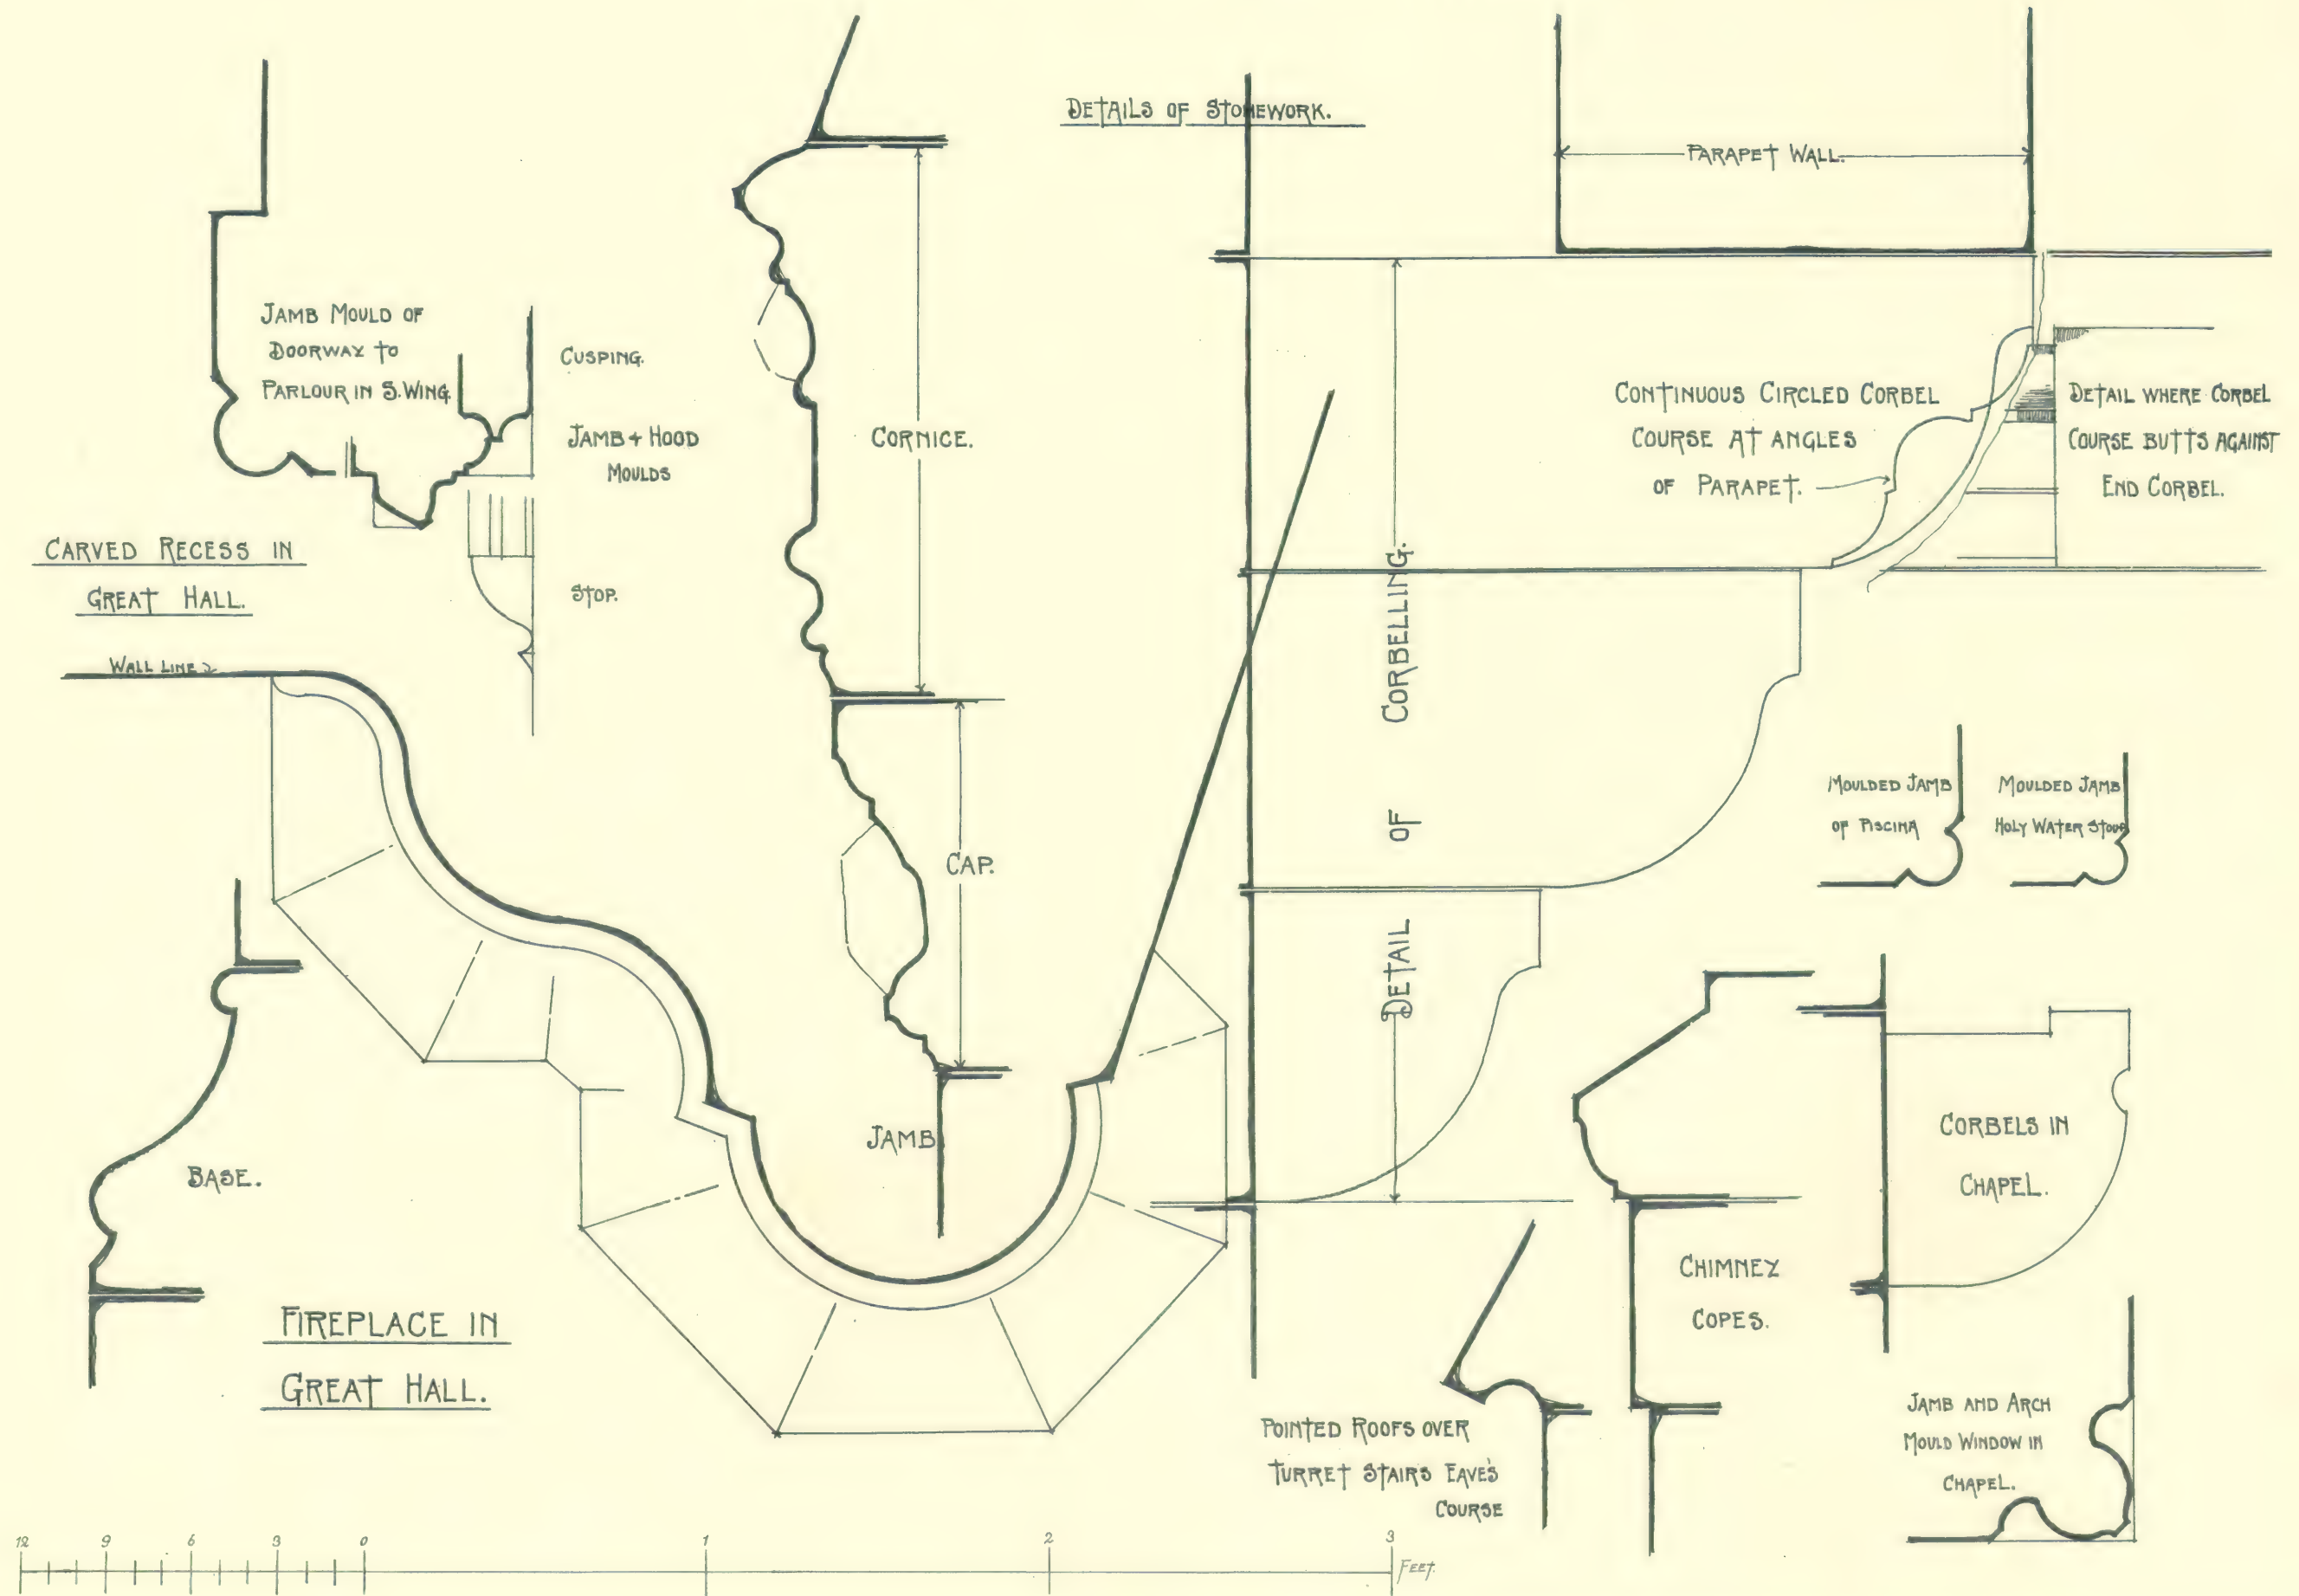 DETAILS OF STONEWORK.
PARAPET WALL.
JAMB MOULD OF
DOORWAY TO
PARLOUR IN S. WING.
CUSPING.
JAMB + HOOD
MOULDS
STOP.
CARVED RECESS IN
GREAT HALL.
WALL LINE
CORNICE.
CAP.
JAMB
BASE.
FIREPLACE IN
GREAT HALL.
DETAIL OF CORBELLING.
CONTINUOUS CIRCLED CORBEL
COURSE AT ANGLES
OF PARAPET.
DETAIL WHERE CORBEL
COURSE BUTTS AGAINST
END CORBEL.
MOULDED JAMB
OF PISCINA
MOULDED JAMB
HOLY WATER STOUP
CORBELS IN
CHAPEL.
CHIMNEY
COPES.
POINTED ROOFS OVER
TURRET STAIRS EAVE'S
COURSE
JAMB AND ARCH
MOULD WINDOW IN
CHAPEL.
12 9 6 3 0 1 2 3
FEET.